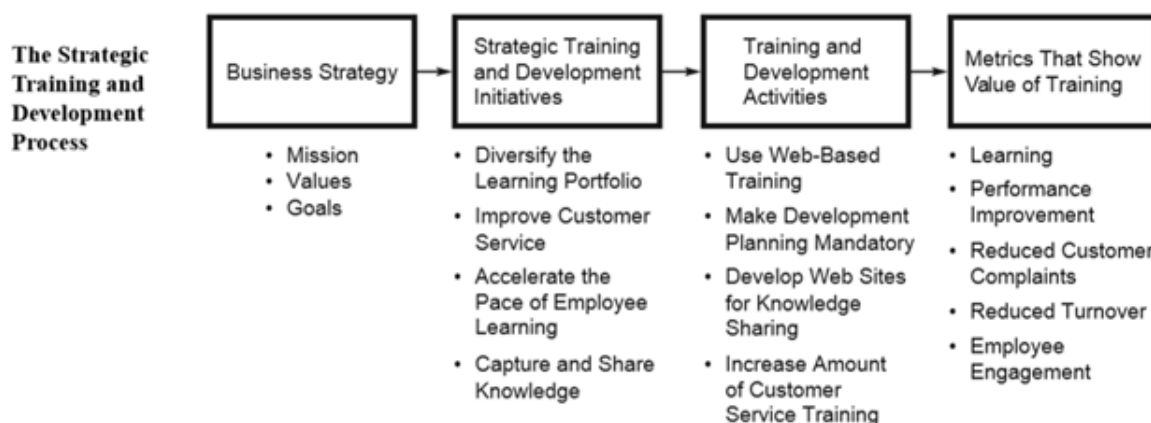 The Strategic
Training and
Development
Process
Business Strategy
• Mission
• Values
• Goals
Strategic Training
and Development
Initiatives
• Diversify the
Learning Portfolio
• Improve Customer
Service
• Accelerate the
Pace of Employee
Learning
• Capture and Share
Knowledge
Training and
Development
Activities
• Use Web-Based
Training
• Make Development
Planning Mandatory
• Develop Web Sites
for Knowledge
Sharing
• Increase Amount
of Customer
Service Training
Metrics That Show
Value of Training
• Learning
• Performance
Improvement
• Reduced Customer
Complaints
• Reduced Turnover
• Employee
Engagement